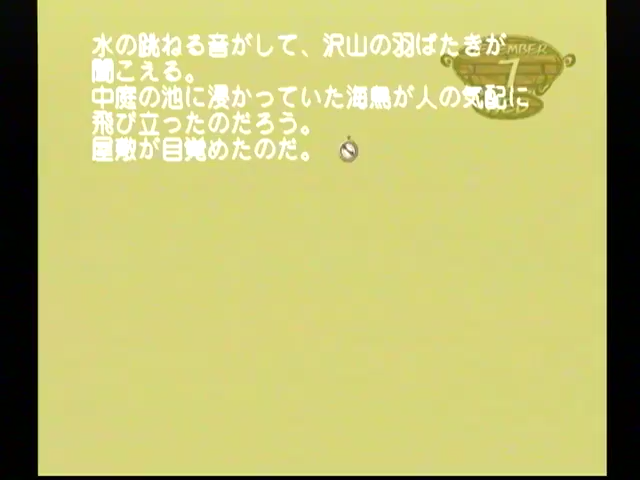 水の跳ねる音がして、沢山の羽ばたきが
聞こえる。
中庭の池に浸かっていた海鳥が人の気配に
飛び立ったのだろう。
屋敷が目覚めたのだ。
1